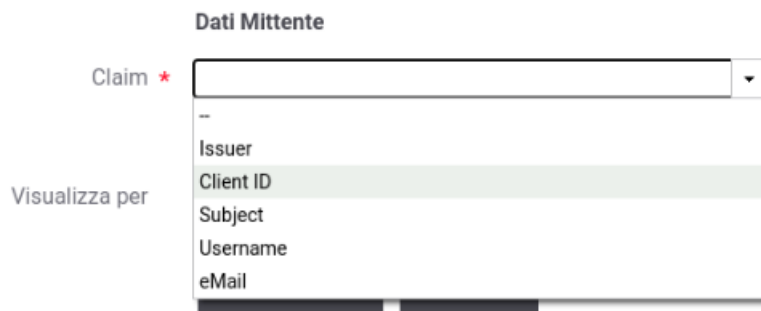 Dati Mittente
Claim *
--
Issuer
Client ID
Visualizza per
Subject
Username
eMail